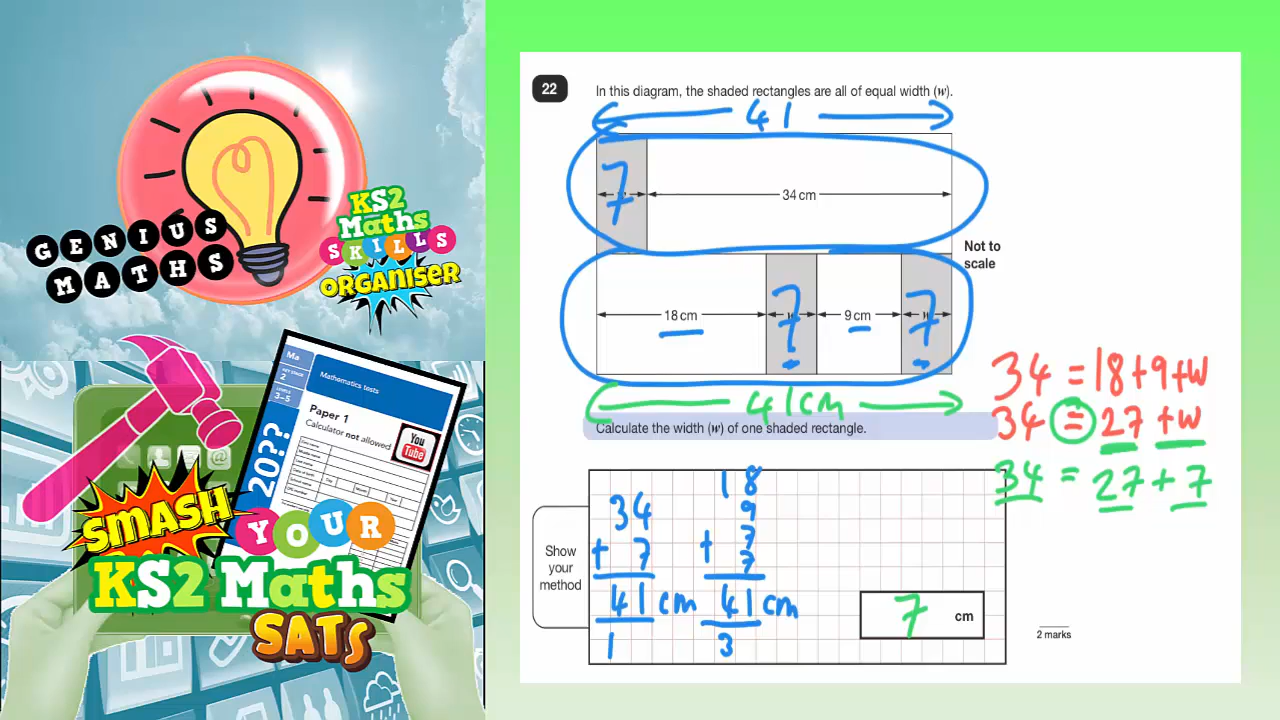 GENIUS
MATHS
KS2
Maths
SKILLS
ORGANISER
Ma
KEY STAGE
2
LEVELS
3–5
Mathematics tests
Paper 1
Calculator not allowed
You
Tube
20??
SMASH
YOUR
KS2 Maths
SATS
22
In this diagram, the shaded rectangles are all of equal width (w).
41
7
34 cm
Not to
scale
18 cm
7
9 cm
7
41cm
Calculate the width (w) of one shaded rectangle.
34 = 18+9+w
34 = 27 +w
34 = 27 + 7
Show
your
method
34
+ 7
41 cm
1
18
9
7
+ 7
41 cm
3
7 cm
2 marks